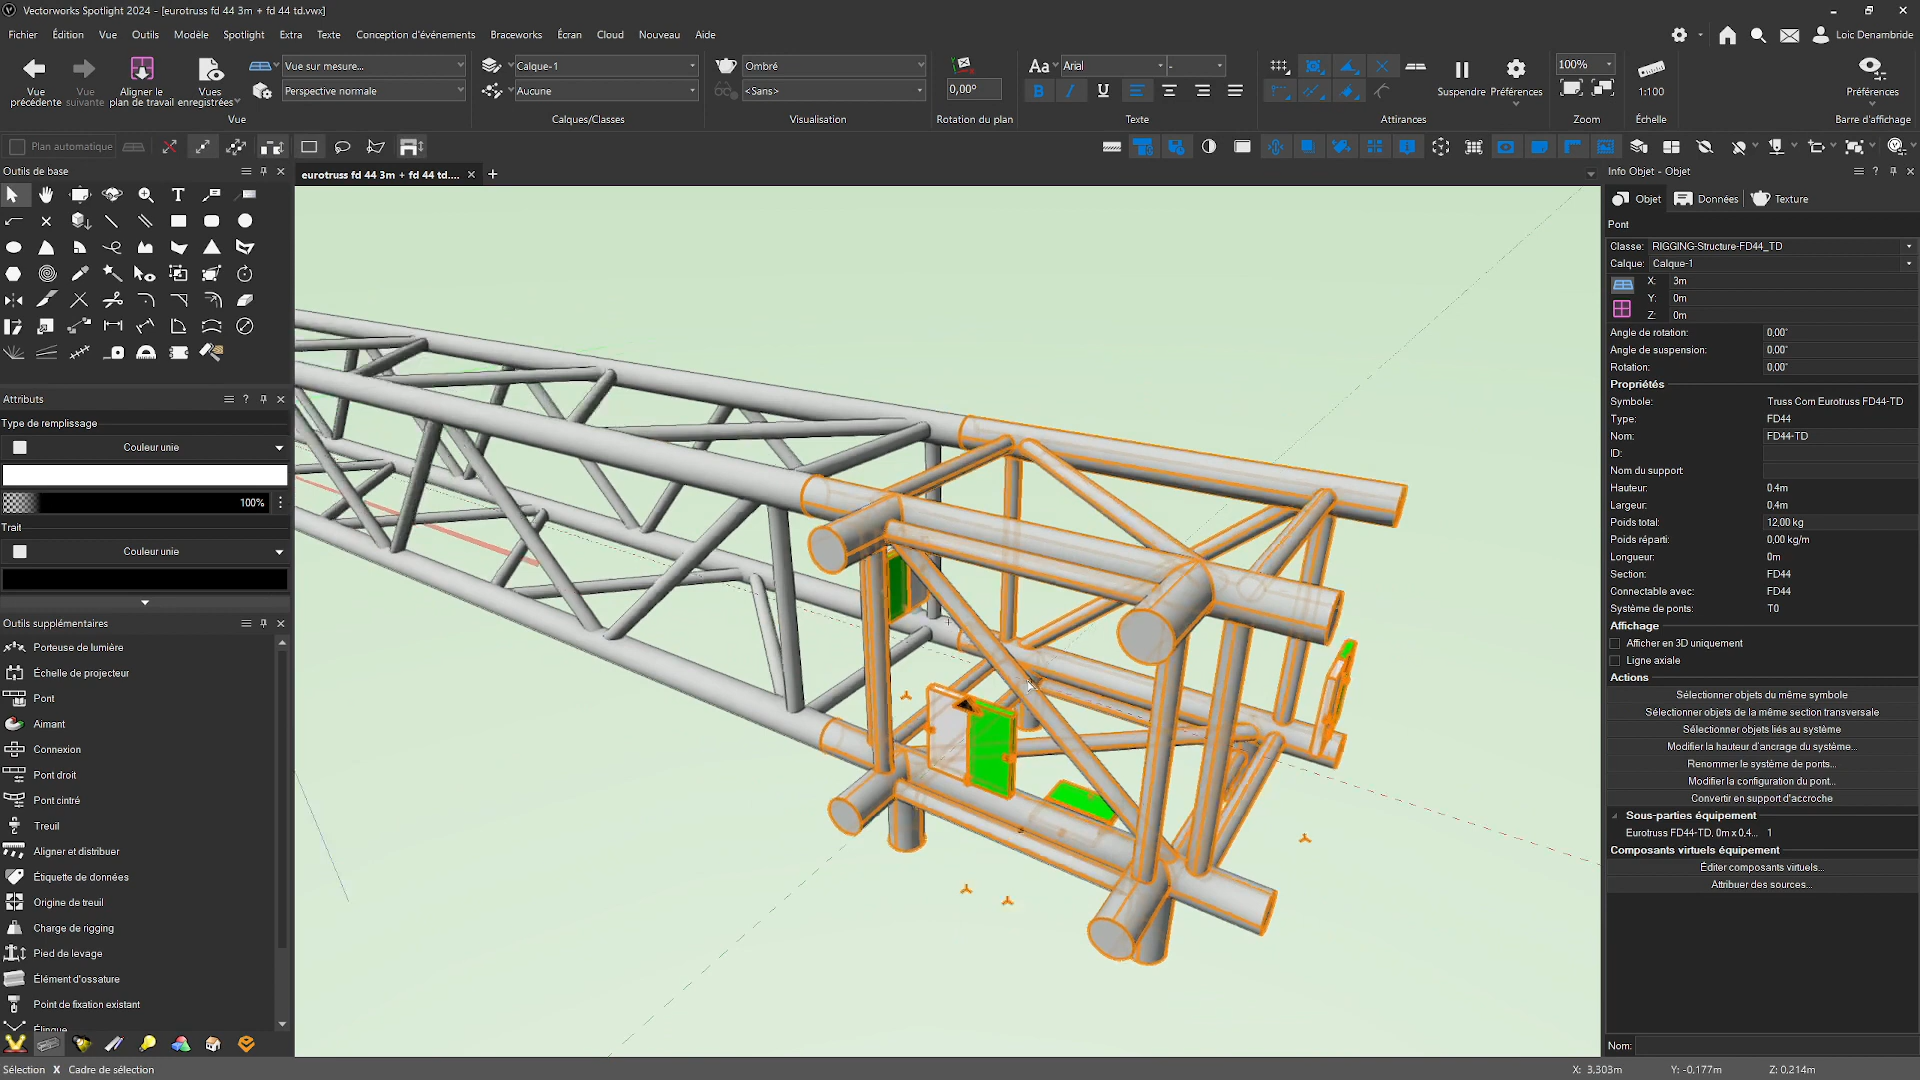 Vectorworks Spotlight 2024 - [eurotruss fd 44 3m + fd 44 td.vwx]
Fichier Édition Vue Outils Modèle Spotlight Extra Texte Conception d'événements Braceworks Écran Cloud Nouveau Aide
Loic Denambride
Vue précédente
Vue suivante
Aligner le plan de travail
Vues enregistrées
Vue sur mesure...
Perspective normale
Vue
Calque-1
Aucune
Calques/Classes
Ombré
<Sans>
Visualisation
0,00°
Rotation du plan
Aa Arial -
B I U
Texte
Suspendre
Préférences
Attirances
100%
Zoom
1:100
Échelle
Préférences
Barre d'affichage
Plan automatique
Outils de base
eurotruss fd 44 3m + fd 44 td....
Attributs
Type de remplissage
Couleur unie
100%
Trait
Couleur unie
Outils supplémentaires
Porteuse de lumière
Échelle de projecteur
Pont
Aimant
Connexion
Pont droit
Pont cintré
Treuil
Aligner et distribuer
Étiquette de données
Origine de treuil
Charge de rigging
Pied de levage
Élément d'ossature
Point de fixation existant
Élingue
Info Objet - Objet
Objet Données Texture
Pont
Classe: RIGGING-Structure-FD44_TD
Calque: Calque-1
X: 3m
Y: 0m
Z: 0m
Angle de rotation: 0,00°
Angle de suspension: 0,00°
Rotation: 0,00°
Propriétés
Symbole: Truss Com Eurotruss FD44-TD
Type: FD44
Nom: FD44-TD
ID:
Nom du support:
Hauteur: 0.4m
Largeur: 0,4m
Poids total: 12,00 kg
Poids réparti: 0,00 kg/m
Longueur: 0m
Section: FD44
Connectable avec: FD44
Système de ponts: T0
Affichage
Afficher en 3D uniquement
Ligne axiale
Actions
Sélectionner objets du même symbole
Sélectionner objets de la même section transversale
Sélectionner objets liés au système
Modifier la hauteur d'ancrage du système...
Renommer le système de ponts...
Modifier la configuration du pont...
Convertir en support d'accroche
Sous-parties équipement
Eurotruss FD44-TD, 0m x 0.4... 1
Composants virtuels équipement
Éditer composants virtuels...
Attribuer des sources...
Nom:
Sélection X Cadre de sélection
X: 3,303m Y: -0,177m Z: 0,214m